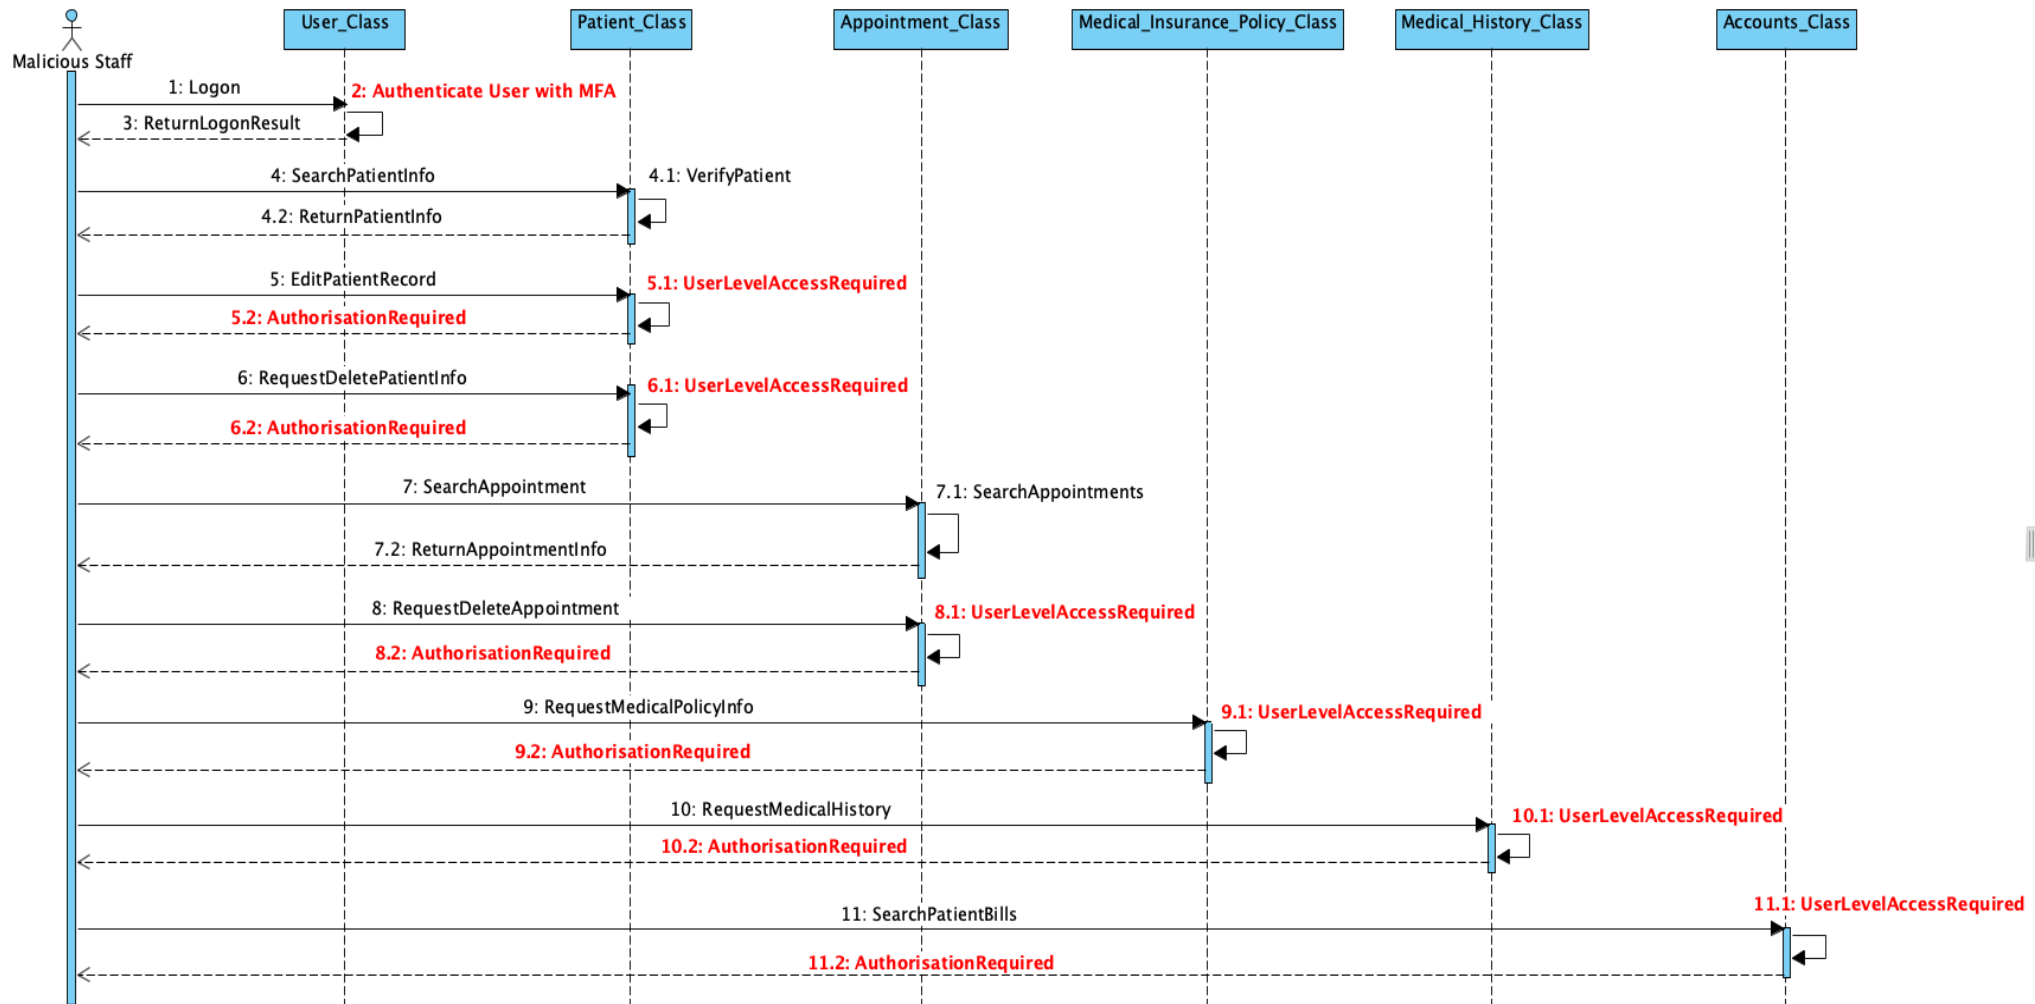 User_Class
Patient_Class
Appointment_Class
Medical_Insurance_Policy_Class
Medical_History_Class
Accounts_Class
Malicious Staff
1: Logon
2: Authenticate User with MFA
3: ReturnLogonResult
4: SearchPatientInfo
4.1: VerifyPatient
4.2: ReturnPatientInfo
5: EditPatientRecord
5.1: UserLevelAccessRequired
5.2: AuthorisationRequired
6: RequestDeletePatientInfo
6.1: UserLevelAccessRequired
6.2: AuthorisationRequired
7: SearchAppointment
7.1: SearchAppointments
7.2: ReturnAppointmentInfo
8: RequestDeleteAppointment
8.1: UserLevelAccessRequired
8.2: AuthorisationRequired
9: RequestMedicalPolicyInfo
9.1: UserLevelAccessRequired
9.2: AuthorisationRequired
10: RequestMedicalHistory
10.1: UserLevelAccessRequired
10.2: AuthorisationRequired
11: SearchPatientBills
11.1: UserLevelAccessRequired
11.2: AuthorisationRequired